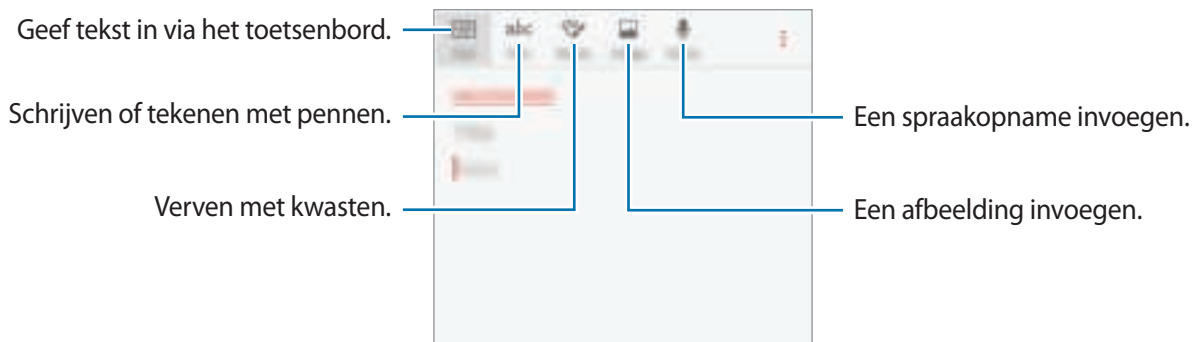 Geef tekst in via het toetsenbord.
abc
Schrijven of tekenen met pennen.
Een spraakopname invoegen.
Verven met kwasten.
Een afbeelding invoegen.